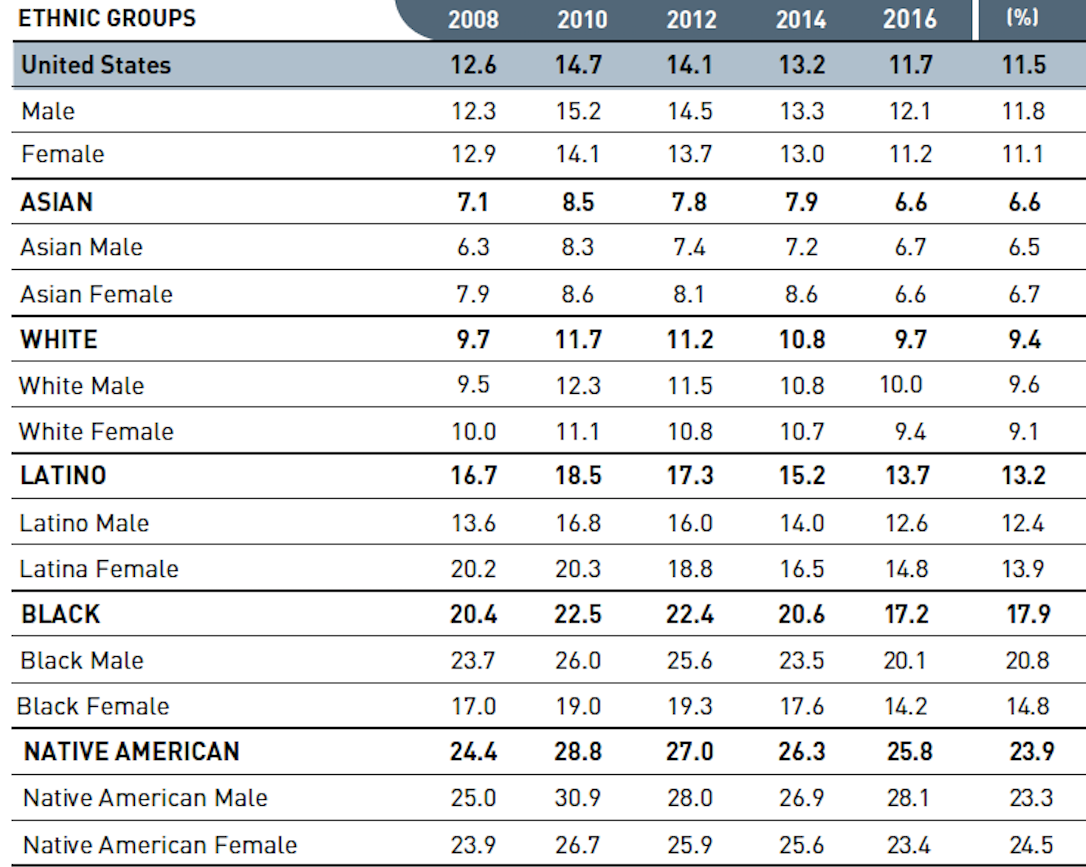 ETHNIC GROUPS 2008 2010 2012 2014 2016 (%)
United States 12.6 14.7 14.1 13.2 11.7 11.5
Male 12.3 15.2 14.5 13.3 12.1 11.8
Female 12.9 14.1 13.7 13.0 11.2 11.1
ASIAN 7.1 8.5 7.8 7.9 6.6 6.6
Asian Male 6.3 8.3 7.4 7.2 6.7 6.5
Asian Female 7.9 8.6 8.1 8.6 6.6 6.7
WHITE 9.7 11.7 11.2 10.8 9.7 9.4
White Male 9.5 12.3 11.5 10.8 10.0 9.6
White Female 10.0 11.1 10.8 10.7 9.4 9.1
LATINO 16.7 18.5 17.3 15.2 13.7 13.2
Latino Male 13.6 16.8 16.0 14.0 12.6 12.4
Latina Female 20.2 20.3 18.8 16.5 14.8 13.9
BLACK 20.4 22.5 22.4 20.6 17.2 17.9
Black Male 23.7 26.0 25.6 23.5 20.1 20.8
Black Female 17.0 19.0 19.3 17.6 14.2 14.8
NATIVE AMERICAN 24.4 28.8 27.0 26.3 25.8 23.9
Native American Male 25.0 30.9 28.0 26.9 28.1 23.3
Native American Female 23.9 26.7 25.9 25.6 23.4 24.5